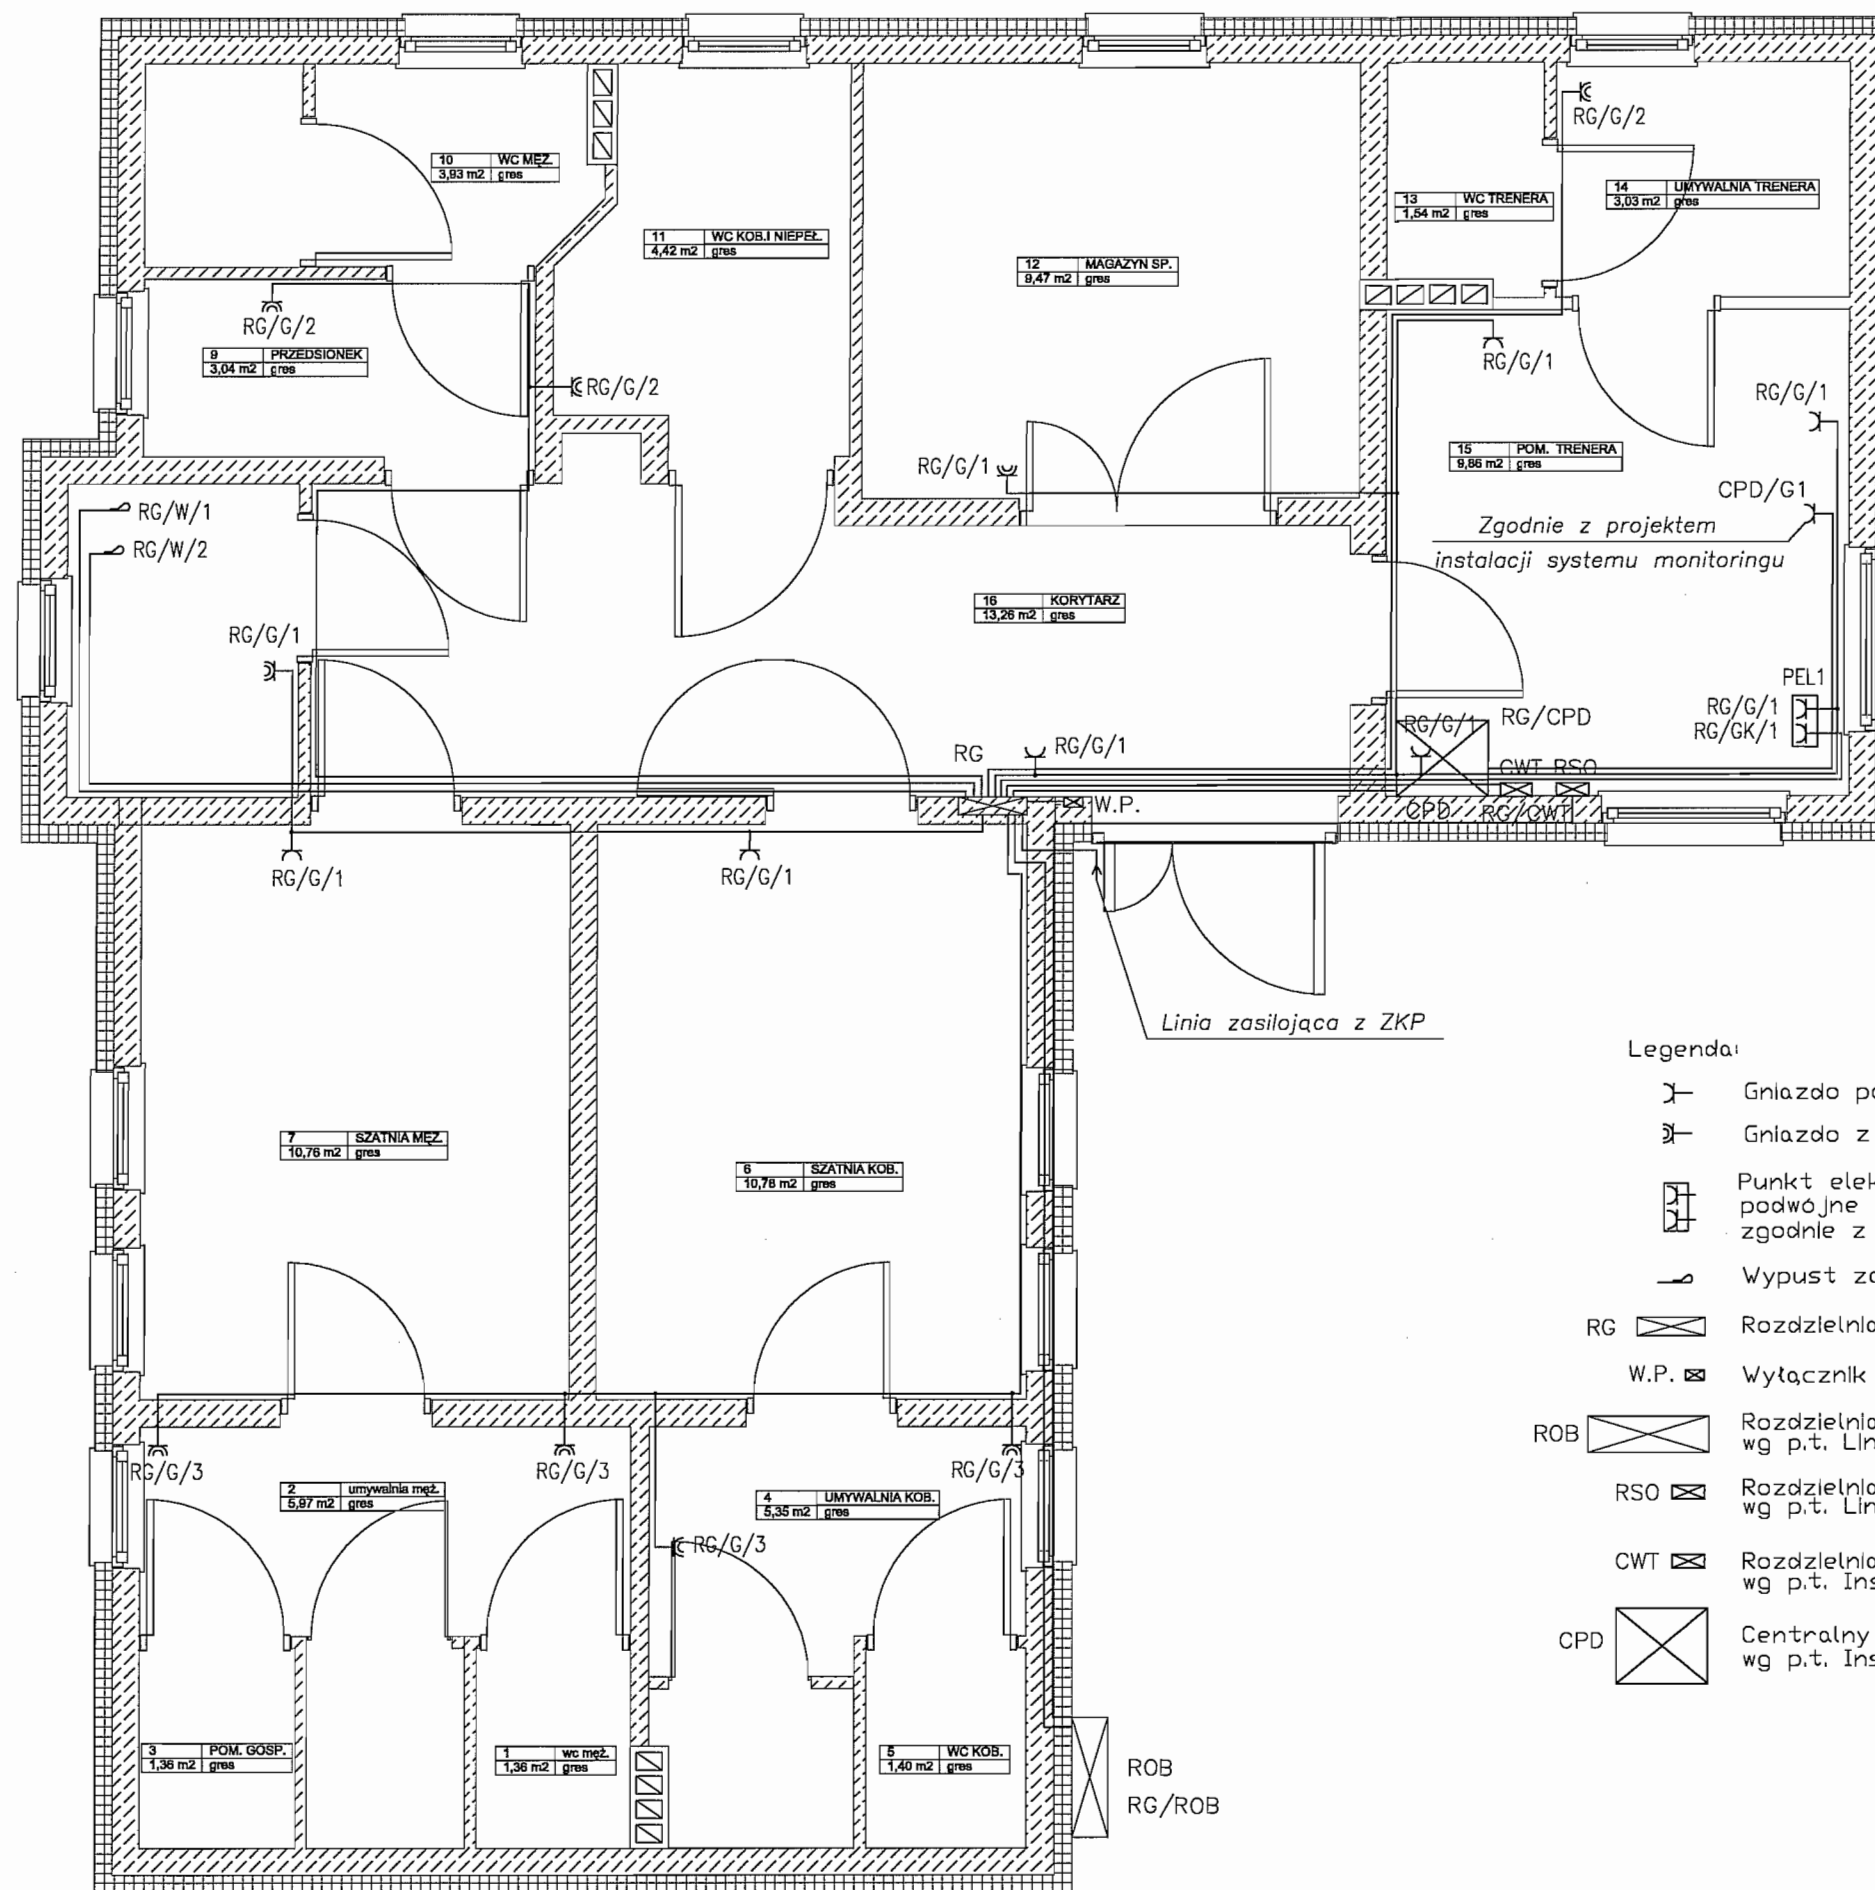 RG/G/2
10 WC MĘŻ.
3,93 m2 gres
13 WC TRENERA
1,54 m2 gres
14 UMYWALNIA TRENERA
3,03 m2 gres
11 WC KOB.I NIEPEŁ.
4,42 m2 gres
12 MAGAZYN SP.
9,47 m2 gres
RG/G/2
9 PRZEDSIONEK
3,04 m2 gres
RG/G/2
RG/G/1
RG/G/1
15 POM. TRENERA
9,86 m2 gres
RG/G/1
CPD/G1
RG/W/1
RG/W/2
Zgodnie z projektem
instalacji systemu monitoringu
16 KORYTARZ
13,26 m2 gres
RG/G/1
PEL1
RG/G/1
RG/GK/1
RG
RG/G/1
RG/G/1
RG/CPD
CWT RSO
W.P.
CPD
RG/CWT
RG/G/1
RG/G/1
Linia zasilojąca z ZKP
7 SZATNIA MĘŻ.
10,76 m2 gres
6 SZATNIA KOB.
10,78 m2 gres
RG/G/3
RG/G/3
RG/G/3
2 umywalnia męż.
5,97 m2 gres
4 UMYWALNIA KOB.
5,35 m2 gres
RG/G/3
3 POM. GOSP.
1,36 m2 gres
1 wc męż.
1,36 m2 gres
5 WC KOB.
1,40 m2 gres
ROB
RG/ROB
Legenda:
Gniazdo
Gniazdo z
Punkt
podwójne
zgodnie z
Wypust
RG Rozdzielnia
W.P. Wyłącznik
ROB Rozdzielnia
wg p.t.
RSO Rozdzielnia
wg p.t.
CWT Rozdzielnia
wg p.t.
CPD Centralny
wg p.t.